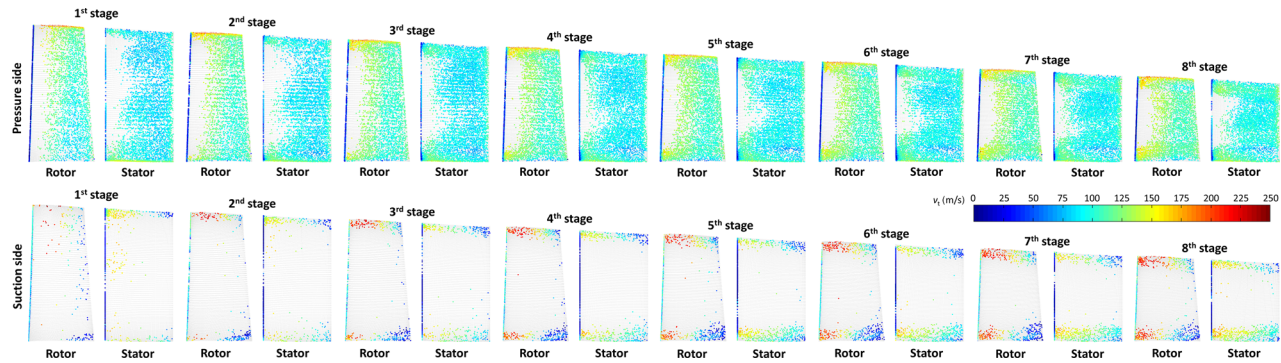 Pressure side
1st stage
2nd stage
3rd stage
4th stage
5th stage
6th stage
7th stage
8th stage
Rotor Stator Rotor Stator Rotor Stator Rotor Stator Rotor Stator Rotor Stator Rotor Stator Rotor Stator
vt (m/s) 0 25 50 75 100 125 150 175 200 225 250
Suction side
1st stage
2nd stage
3rd stage
4th stage
5th stage
6th stage
7th stage
8th stage
Rotor Stator Rotor Stator Rotor Stator Rotor Stator Rotor Stator Rotor Stator Rotor Stator Rotor Stator